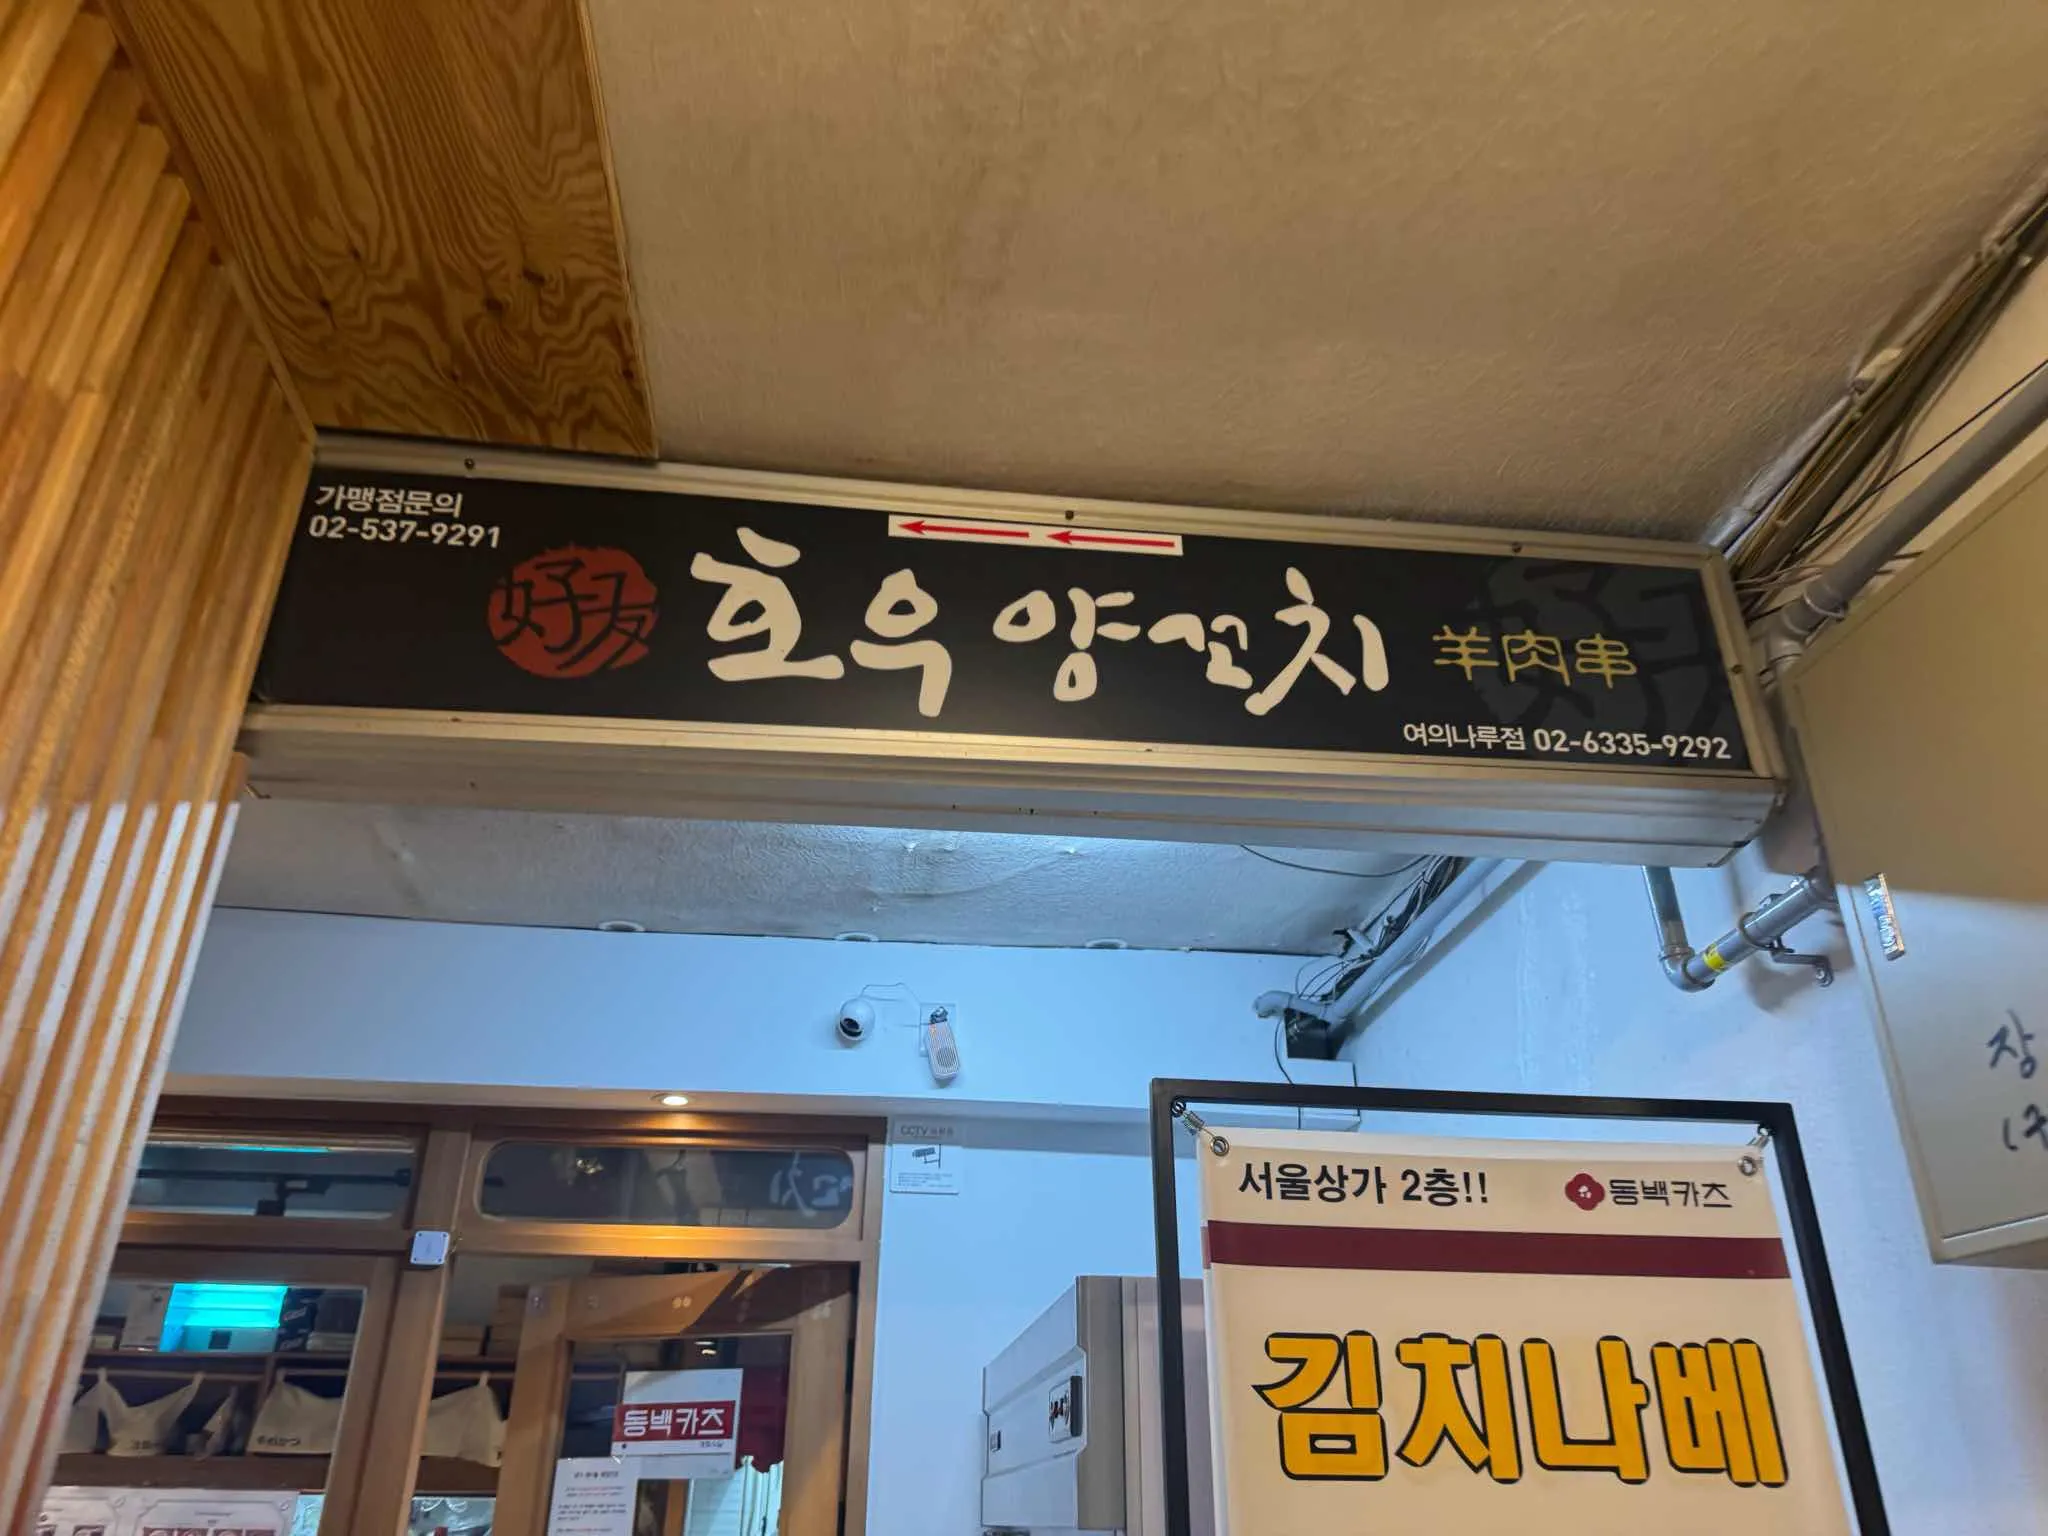 가맹점문의
02-537-9291
好友
호우 양꼬치
羊肉串
여의나루점 02-6335-9292
CCTV
장
서울상가 2층!!
동백카츠
김치나베
동백카츠